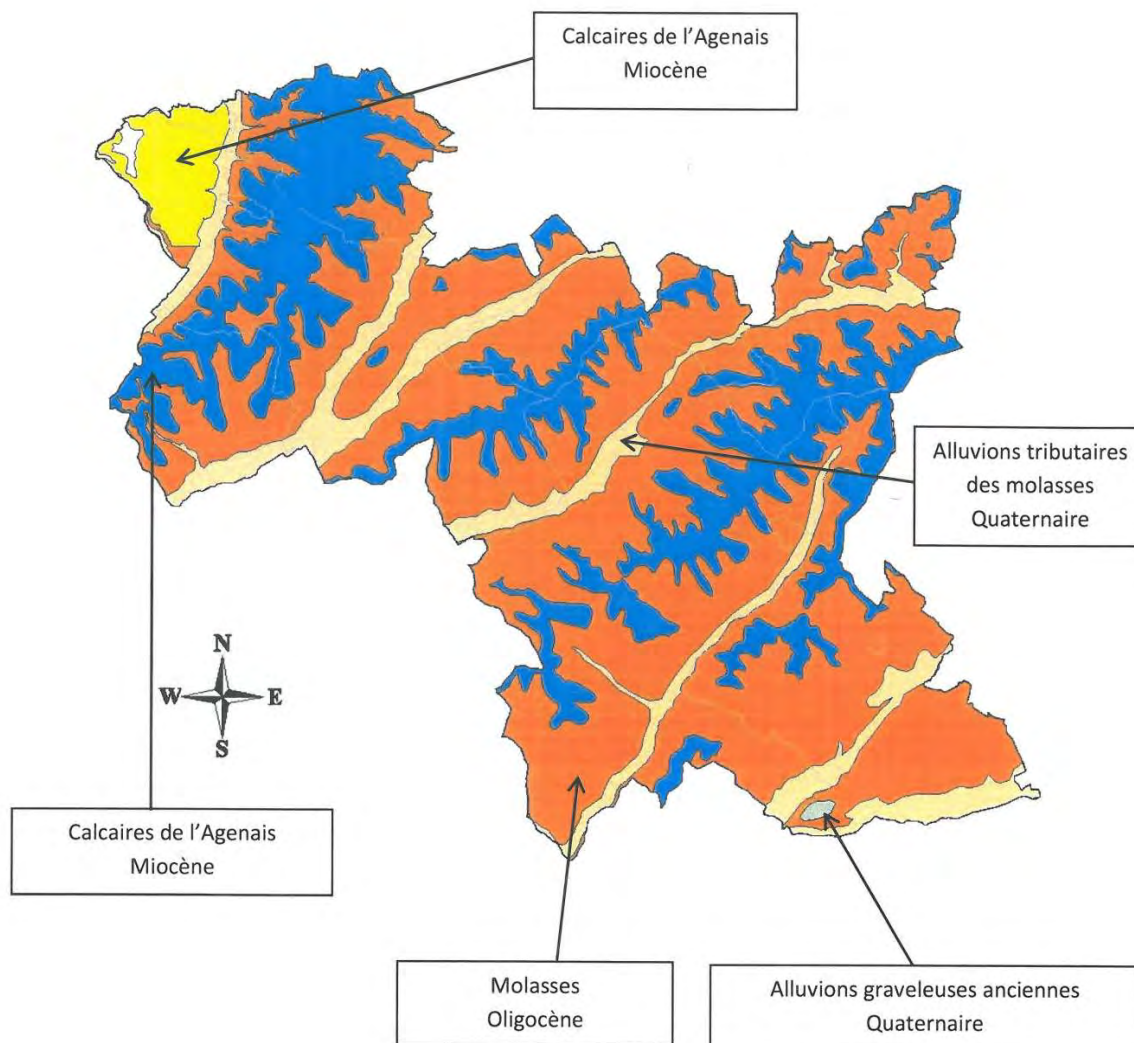 Calcaires de l'Agenais
Miocène
Alluvions tributaires
des molasses
Quaternaire
N
W
E
S
Calcaires de l'Agenais
Miocène
Molasses
Oligocène
Alluvions graveleuses anciennes
Quaternaire